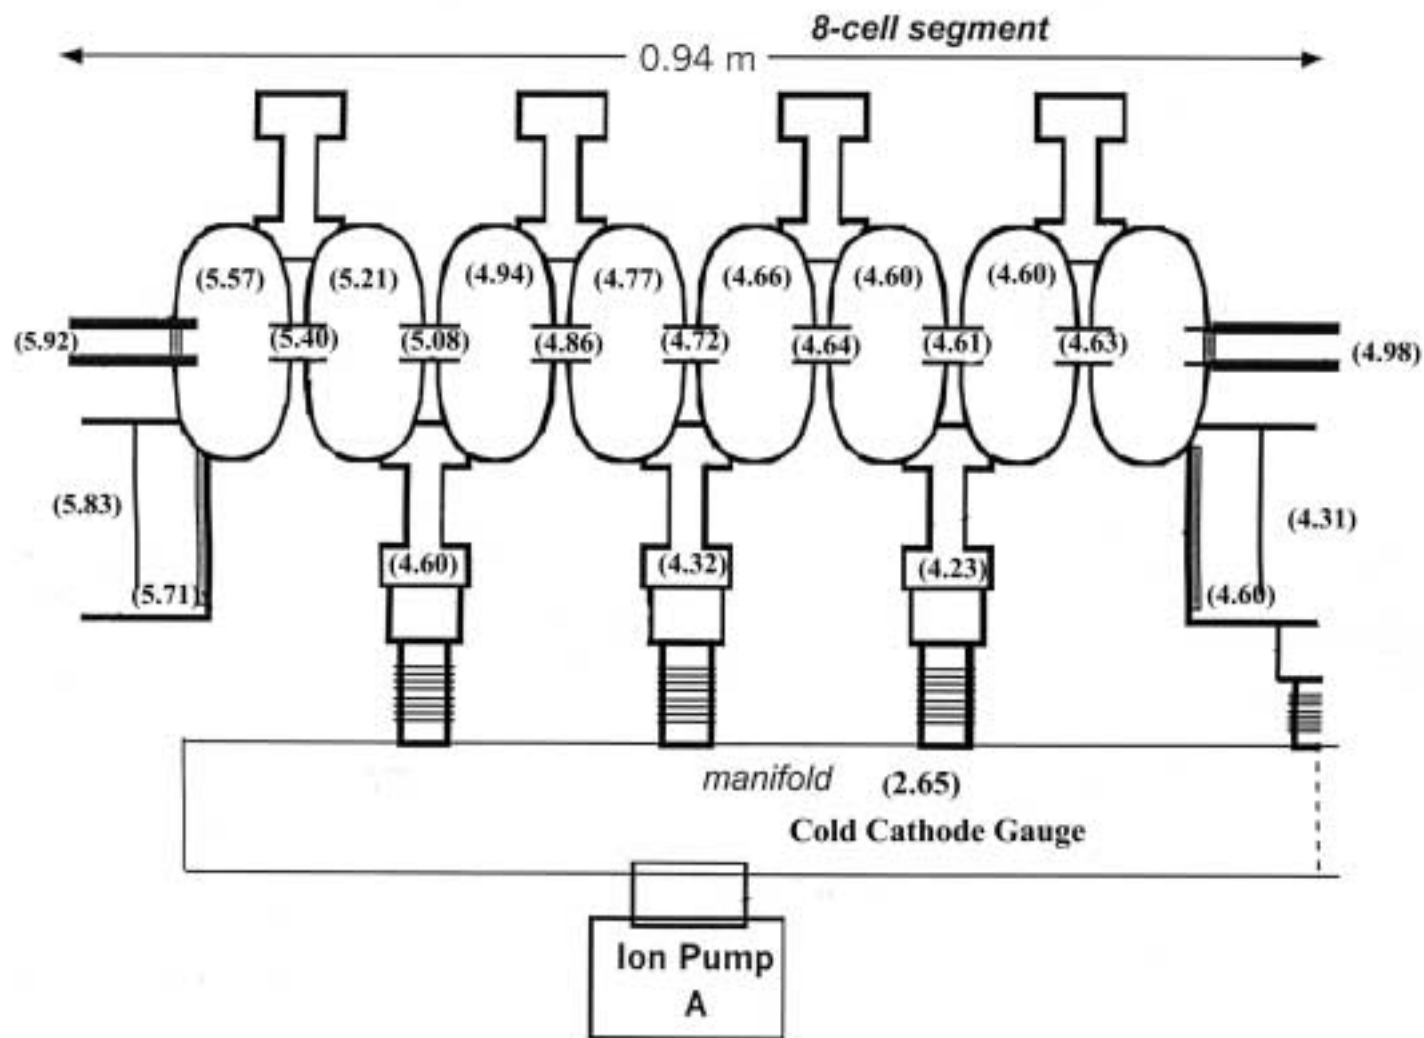 8-cell segment
0.94 m
(5.57) (5.21) (4.94) (4.77) (4.66) (4.60) (4.60)
(5.92) (5.40) (5.08) (4.86) (4.72) (4.64) (4.61) (4.63) (4.98)
(5.83) (4.31)
(4.60) (4.32) (4.23)
(5.71) (4.60)
manifold (2.65)
Cold Cathode Gauge
Ion Pump
A